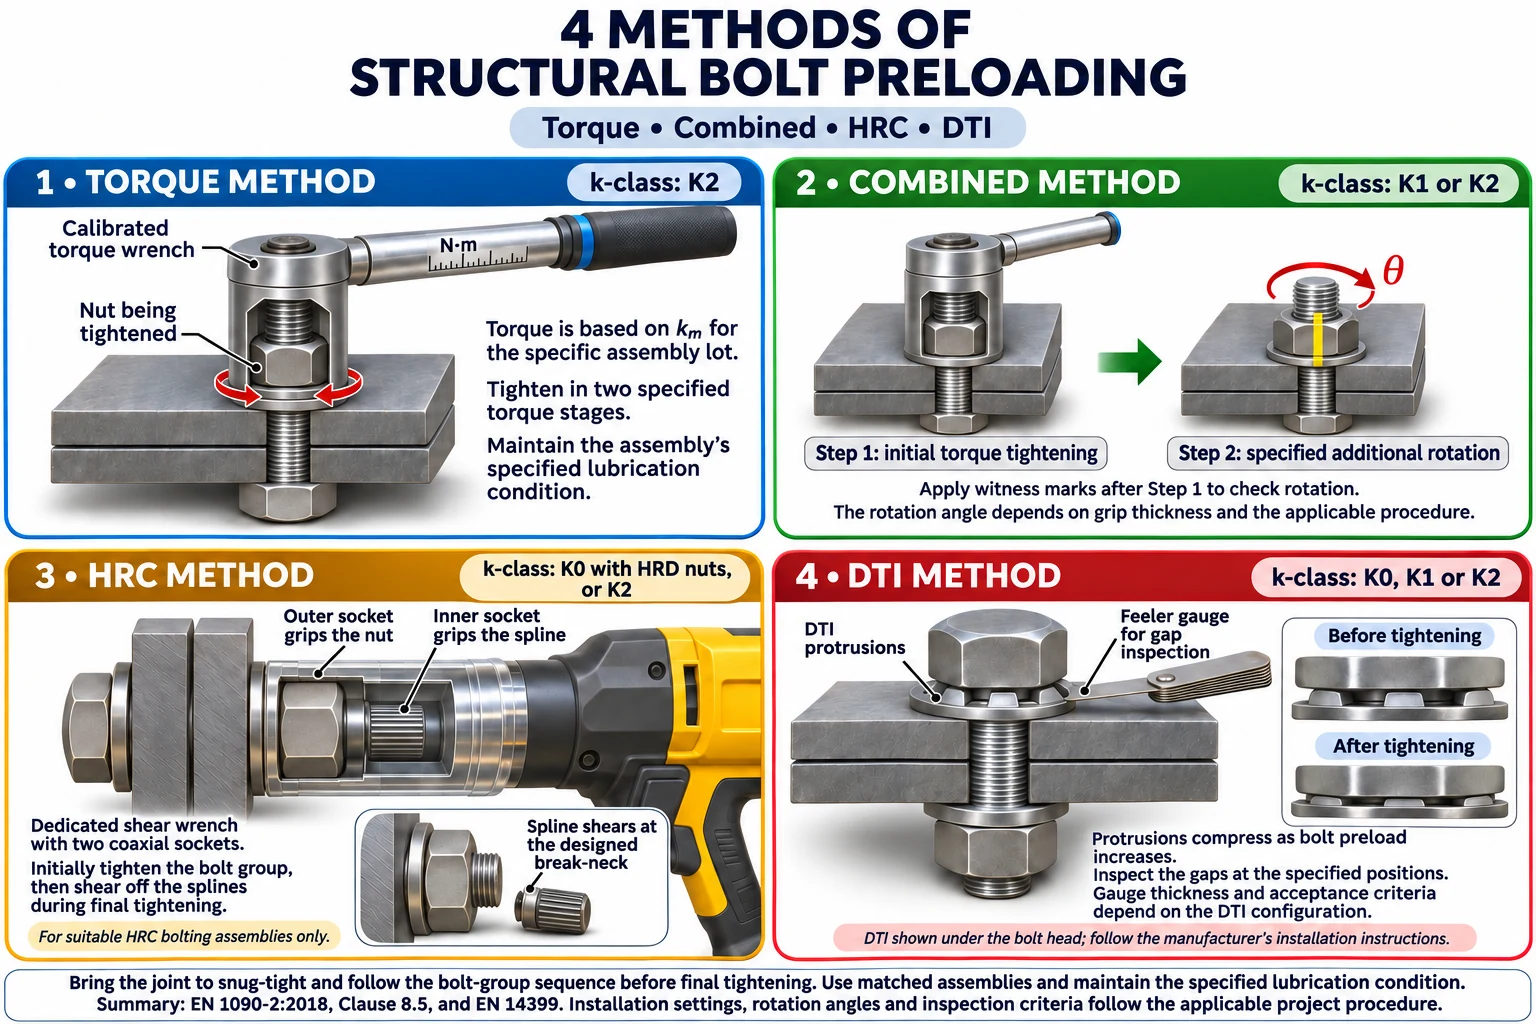 4 METHODS OF
STRUCTURAL BOLT PRELOADING
Torque • Combined • HRC • DTI
1 • TORQUE METHOD
k-class: K2
Calibrated
torque wrench
N·m
Nut being
tightened
Torque is based on kₘ for
the specific assembly lot.
Tighten in two specified
torque stages.
Maintain the assembly’s
specified lubrication
condition.
2 • COMBINED METHOD
k-class: K1 or K2
θ
Step 1: initial torque tightening
Step 2: specified additional rotation
Apply witness marks after Step 1 to check rotation.
The rotation angle depends on grip thickness and the applicable procedure.
3 • HRC METHOD
k-class: K0 with HRD nuts,
or K2
Outer socket
grips the nut
Inner socket
grips the spline
Dedicated shear wrench
with two coaxial sockets.
Initially tighten the bolt group,
then shear off the splines
during final tightening.
For suitable HRC bolting assemblies only.
Spline shears at
the designed
break-neck
4 • DTI METHOD
k-class: K0, K1 or K2
DTI
protrusions
Feeler gauge
for gap
inspection
Before tightening
After tightening
Protrusions compress as bolt preload
increases.
Inspect the gaps at the specified positions.
Gauge thickness and acceptance criteria
depend on the DTI configuration.
DTI shown under the bolt head; follow the manufacturer’s installation instructions.
Bring the joint to snug-tight and follow the bolt-group sequence before final tightening. Use matched assemblies and maintain the specified lubrication condition.
Summary: EN 1090-2:2018, Clause 8.5, and EN 14399. Installation settings, rotation angles and inspection criteria follow the applicable project procedure.